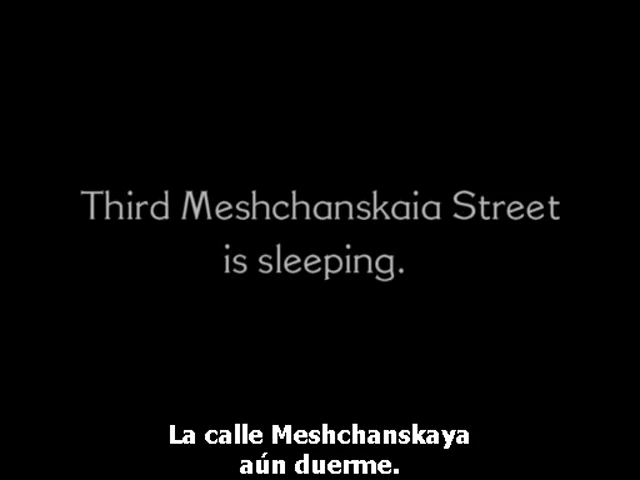 Third Meshchanskaia Street
is sleeping.
La calle Meshchanskaya
aún duerme.